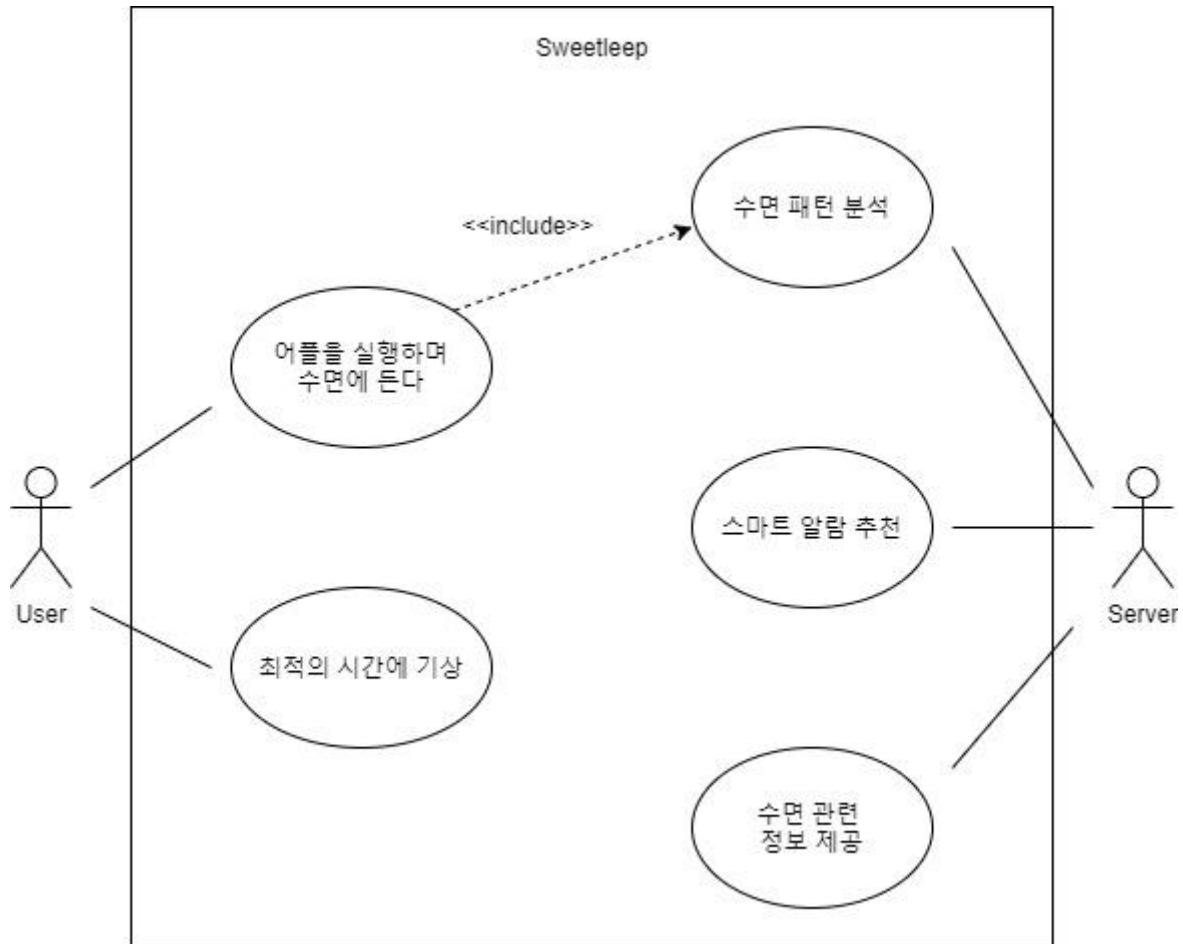 Sweetleep
수면 패턴 분석
<<include>>
어플을 실행하며
수면에 든다
스마트 알람 추천
User
Server
최적의 시간에 기상
수면 관련
정보 제공